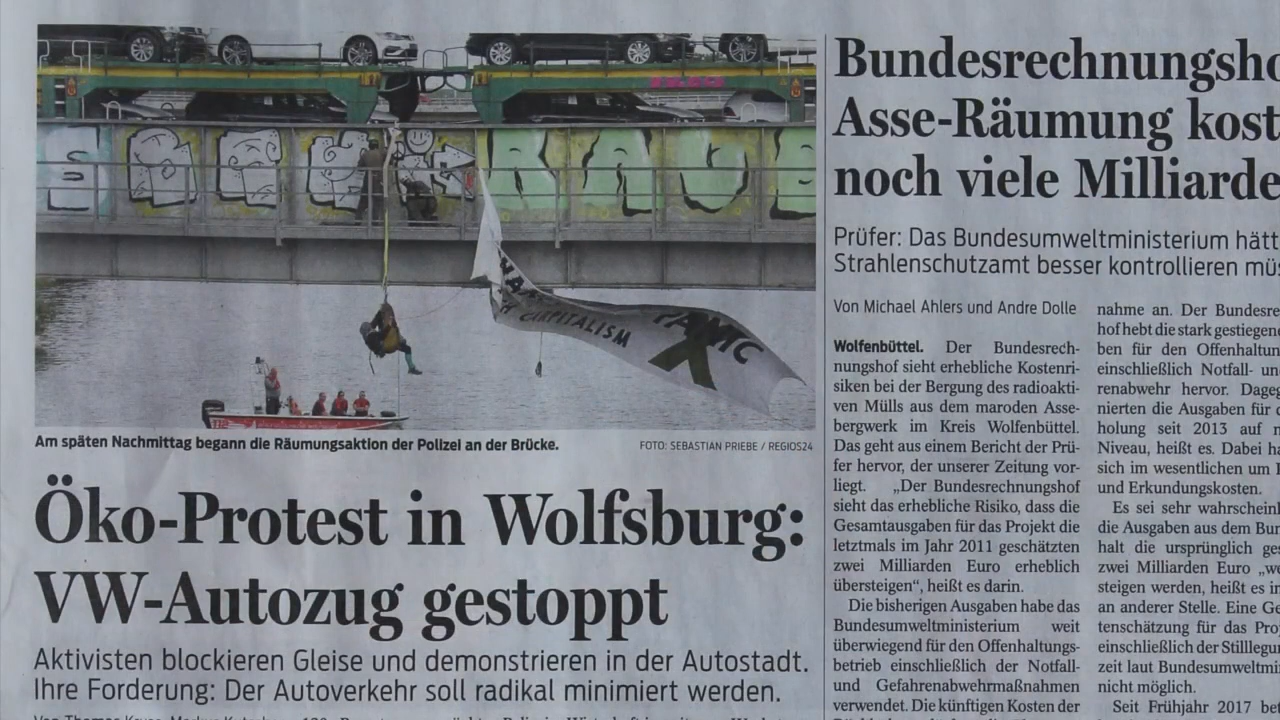 CAPITALISM
PANIC
Am späten Nachmittag begann die Räumungsaktion der Polizei an der Brücke.
FOTO: SEBASTIAN PRIEBE / REGIOS24
Öko-Protest in Wolfsburg:
VW-Autozug gestoppt
Aktivisten blockieren Gleise und demonstrieren in der Autostadt.
Ihre Forderung: Der Autoverkehr soll radikal minimiert werden.
Bundesrechnungsho
Asse-Räumung kost
noch viele Milliarde
Prüfer: Das Bundesumweltministerium hätt
Strahlenschutzamt besser kontrollieren müs
Von Michael Ahlers und Andre Dolle
Wolfenbüttel. Der Bundesrech-
nungshof sieht erhebliche Kostenri-
siken bei der Bergung des radioakti-
ven Mülls aus dem maroden Asse-
bergwerk im Kreis Wolfenbüttel.
Das geht aus einem Bericht der Prü-
fer hervor, der unserer Zeitung vor-
liegt. „Der Bundesrechnungshof
sieht das erhebliche Risiko, dass die
Gesamtausgaben für das Projekt die
letztmals im Jahr 2011 geschätzten
zwei Milliarden Euro erheblich
übersteigen“, heißt es darin.
Die bisherigen Ausgaben habe das
Bundesumweltministerium weit
überwiegend für den Offenhaltungs-
betrieb einschließlich der Notfall-
und Gefahrenabwehrmaßnahmen
verwendet. Die künftigen Kosten der
nahme an. Der Bundesre
hof hebt die stark gestiegen
ben für den Offenhaltun
einschließlich Notfall- un
renabwehr hervor. Dageg
nierten die Ausgaben für
holung seit 2013 auf n
Niveau, heißt es. Dabei ha
sich im wesentlichen um
und Erkundungskosten.
Es sei sehr wahrscheinl
die Ausgaben aus dem Bun
halt die ursprünglich ges
zwei Milliarden Euro „we
steigen werden, heißt es in
an anderer Stelle. Eine Ge
tenschätzung für das Proj
einschließlich der Stilllegu
zeit laut Bundesumweltmi
nicht möglich.
Seit Frühjahr 2017 bet